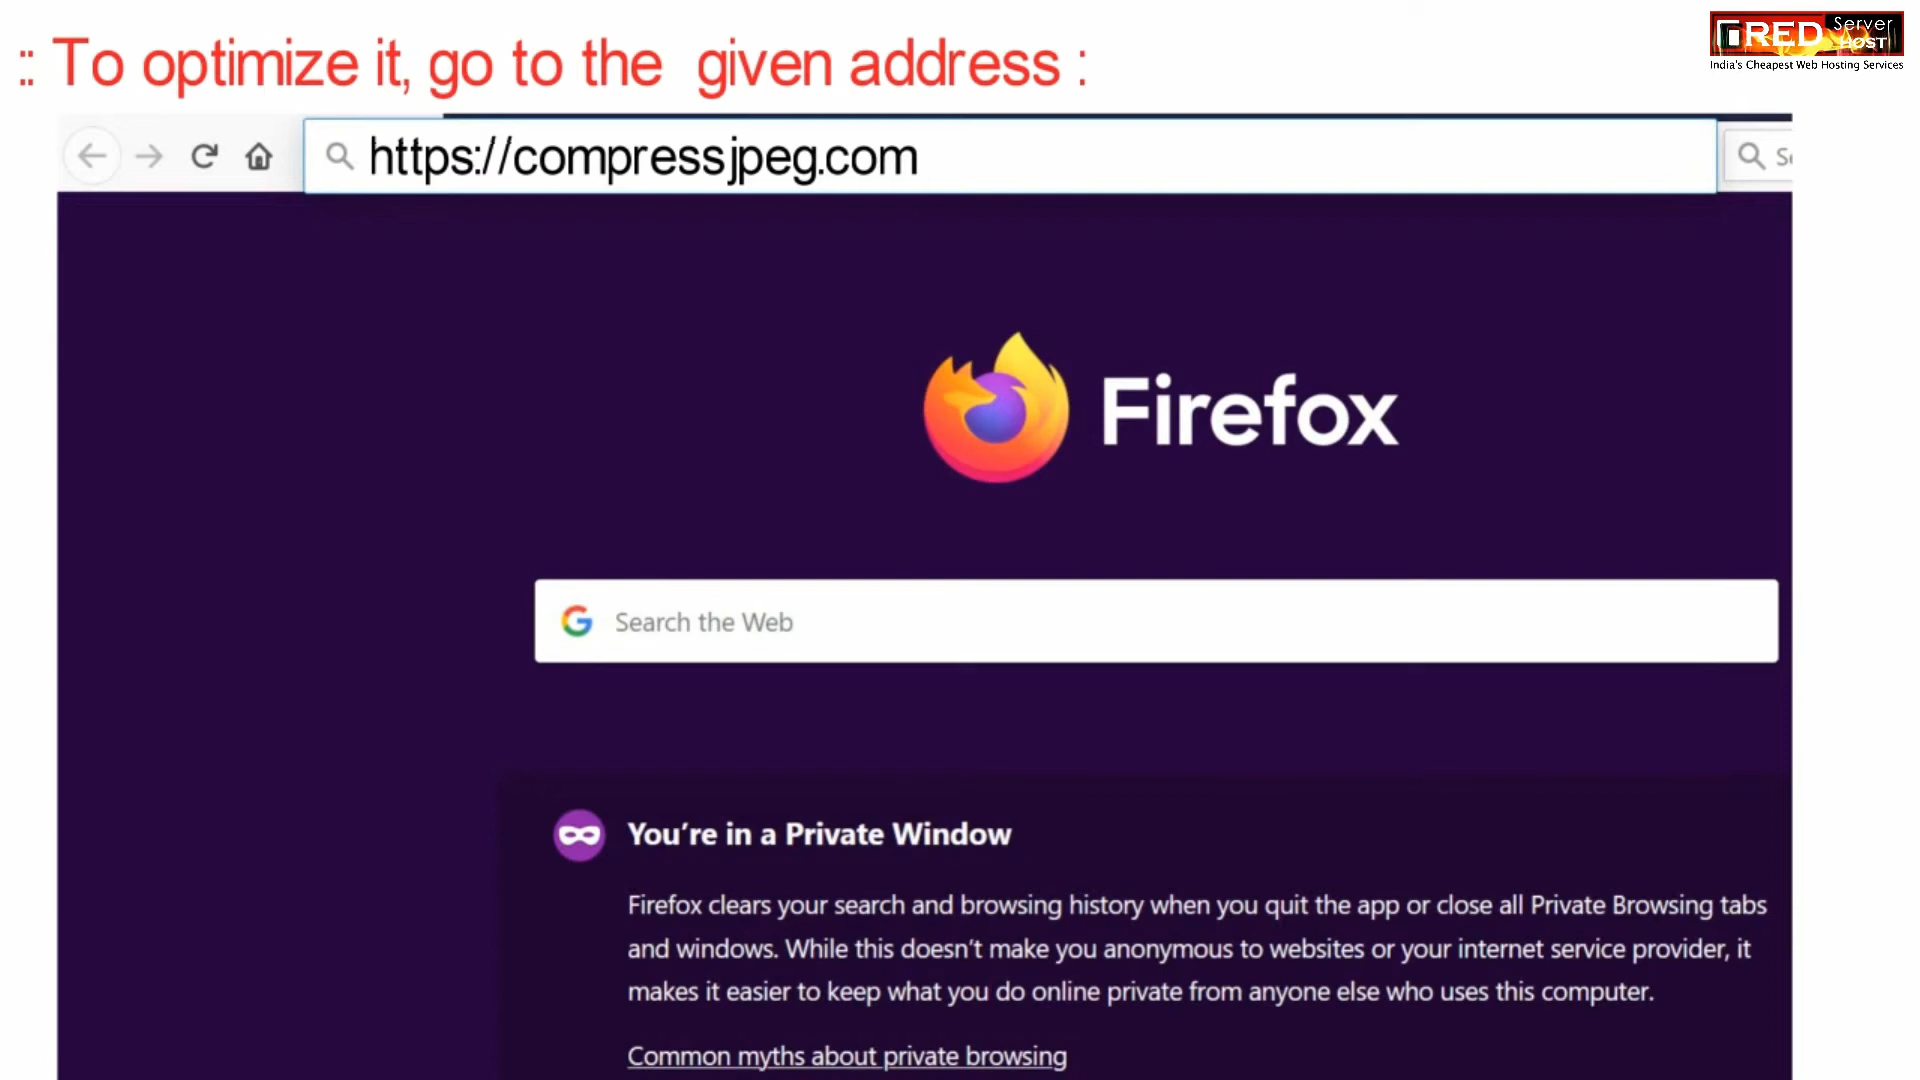 :: To optimize it, go to the given address :
RED Server HOST
India's Cheapest Web Hosting Services
https://compressjpeg.com
Firefox
Search the Web
You're in a Private Window
Firefox clears your search and browsing history when you quit the app or close all Private Browsing tabs
and windows. While this doesn't make you anonymous to websites or your internet service provider, it
makes it easier to keep what you do online private from anyone else who uses this computer.
Common myths about private browsing